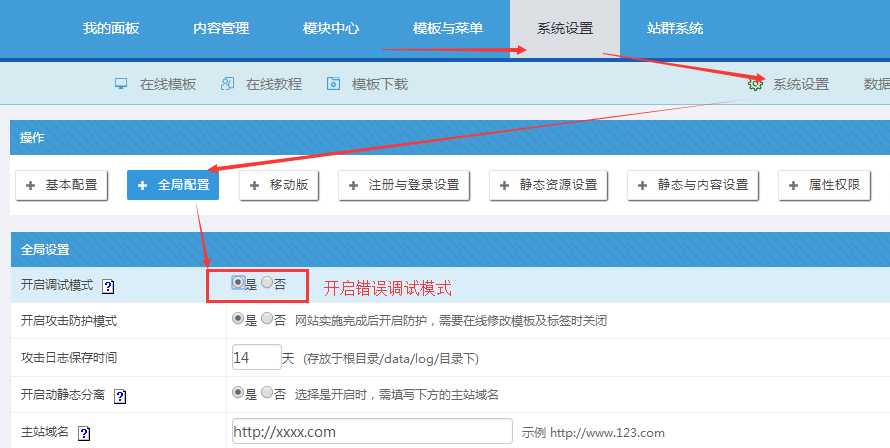 我的面板 内容管理 模块中心 模板与菜单 系统设置 站群系统
在线模板 在线教程 模板下载 系统设置 数据
操作
+ 基本配置 + 全局配置 + 移动版 + 注册与登录设置 + 静态资源设置 + 静态与内容设置 + 属性权限
全局设置
开启调试模式 ? 是 否 开启错误调试模式
开启攻击防护模式 是 否 网站实施完成后开启防护，需要在线修改模板及标签时关闭
攻击日志保存时间 14 天 (存放于根目录/data/log/目录下)
开启动静态分离 ? 是 否 选择是开启时，需填写下方的主站域名
主站域名 ? http://xxxx.com 示例 http://www.123.com